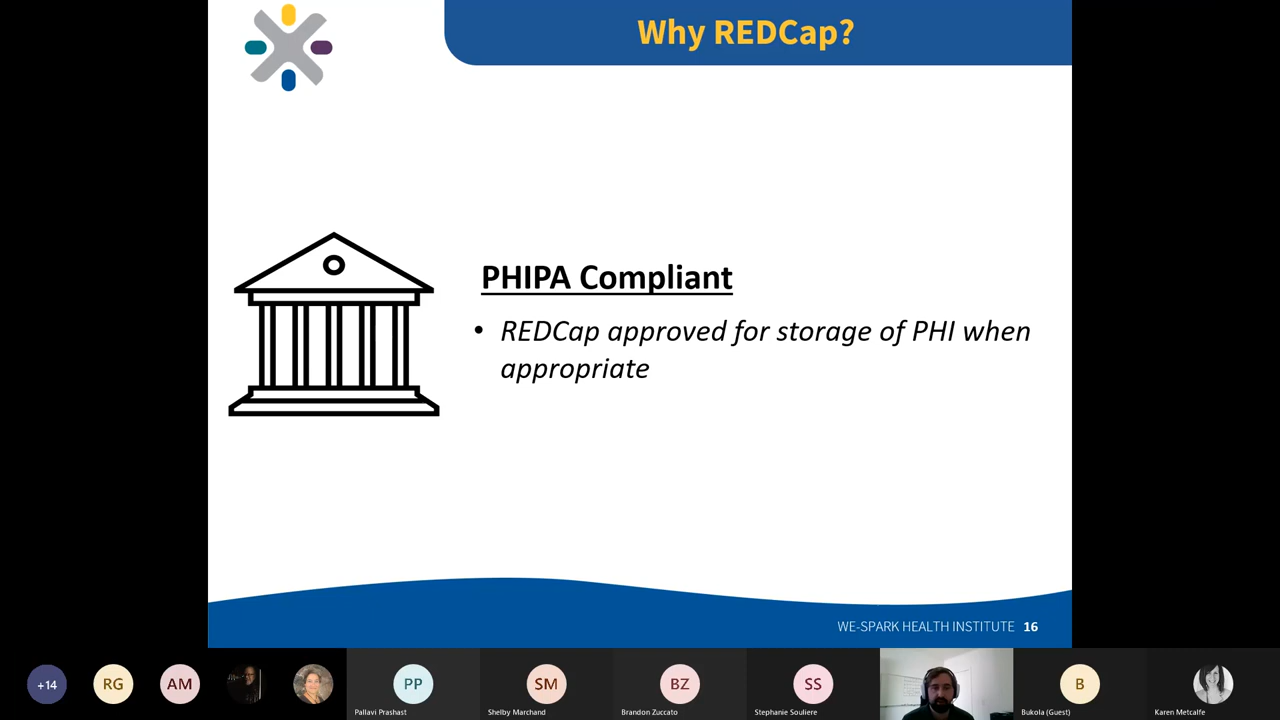 Why REDCap?
PHIPA Compliant
• REDCap approved for storage of PHI when
appropriate
WE-SPARK HEALTH INSTITUTE 16
+14
RG
AM
PP
Pallavi Prashast
SM
Shelby Marchand
BZ
Brandon Zuccato
SS
Stephanie Souliere
B
Bukola (Guest)
Karen Metcalfe